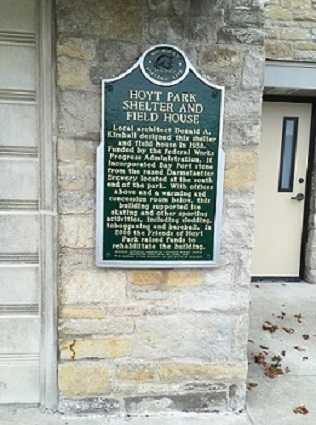 HOYT PARK
SHELTER AND
FIELD HOUSE
Local architect Donald A.
Kimball designed this shelter
and field house in 1936.
Funded by the federal Works
Progress Administration, it
incorporated Bay Port stone
from the razed Darmstaetter
Brewery located at the south
end of the park. With offices
above and a warming and
concession room below, this
building supported ice
skating and other sporting
activities, including sledding,
tobogganing and baseball. In
2008 the Friends of Hoyt
Park raised funds to
rehabilitate the building.